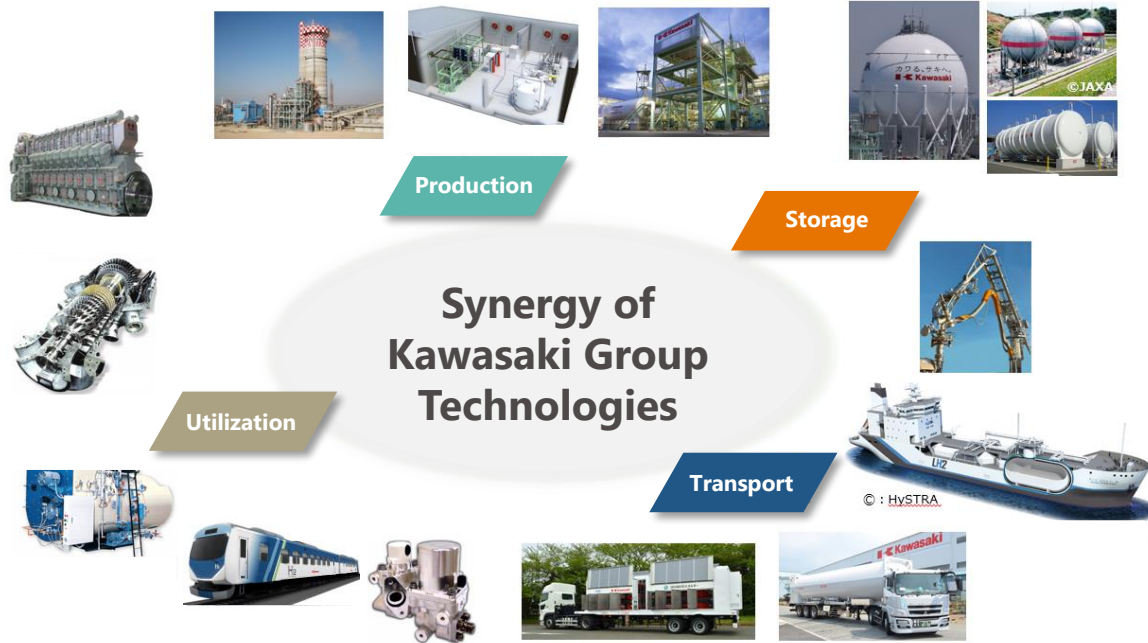 Kawasaki
カワる、サキへ。
Kawasaki
©JAXA
Production
Storage
Synergy of
Kawasaki Group
Technologies
Utilization
Transport
LH2
© : HySTRA
H2
Kawasaki